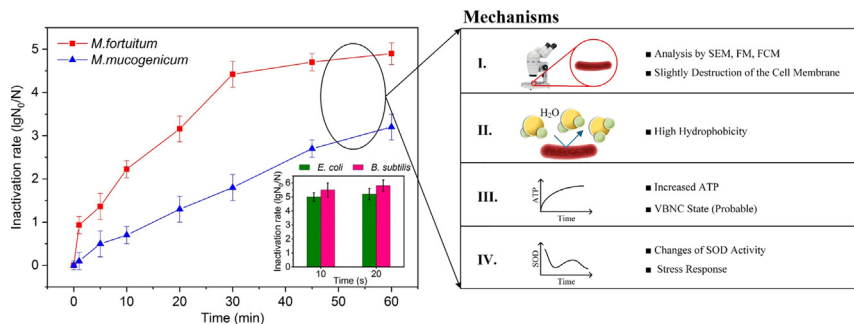 Mechanisms
M.fortuitum
M.mucogenicum
Inactivation rate (lgN₀/N)
5
4
3
2
1
0
0
10
20
30
40
50
60
Time (min)
E. coli
B. subtilis
Inactivation rate (lgN₀/N)
6
5
4
3
2
1
0
10
20
Time (s)
I.
■ Analysis by SEM, FM, FCM
■ Slightly Destruction of the Cell Membrane
II.
H₂O
■ High Hydrophobicity
III.
ATP
Time
■ Increased ATP
■ VBNC State (Probable)
IV.
SOD
Time
■ Changes of SOD Activity
■ Stress Response